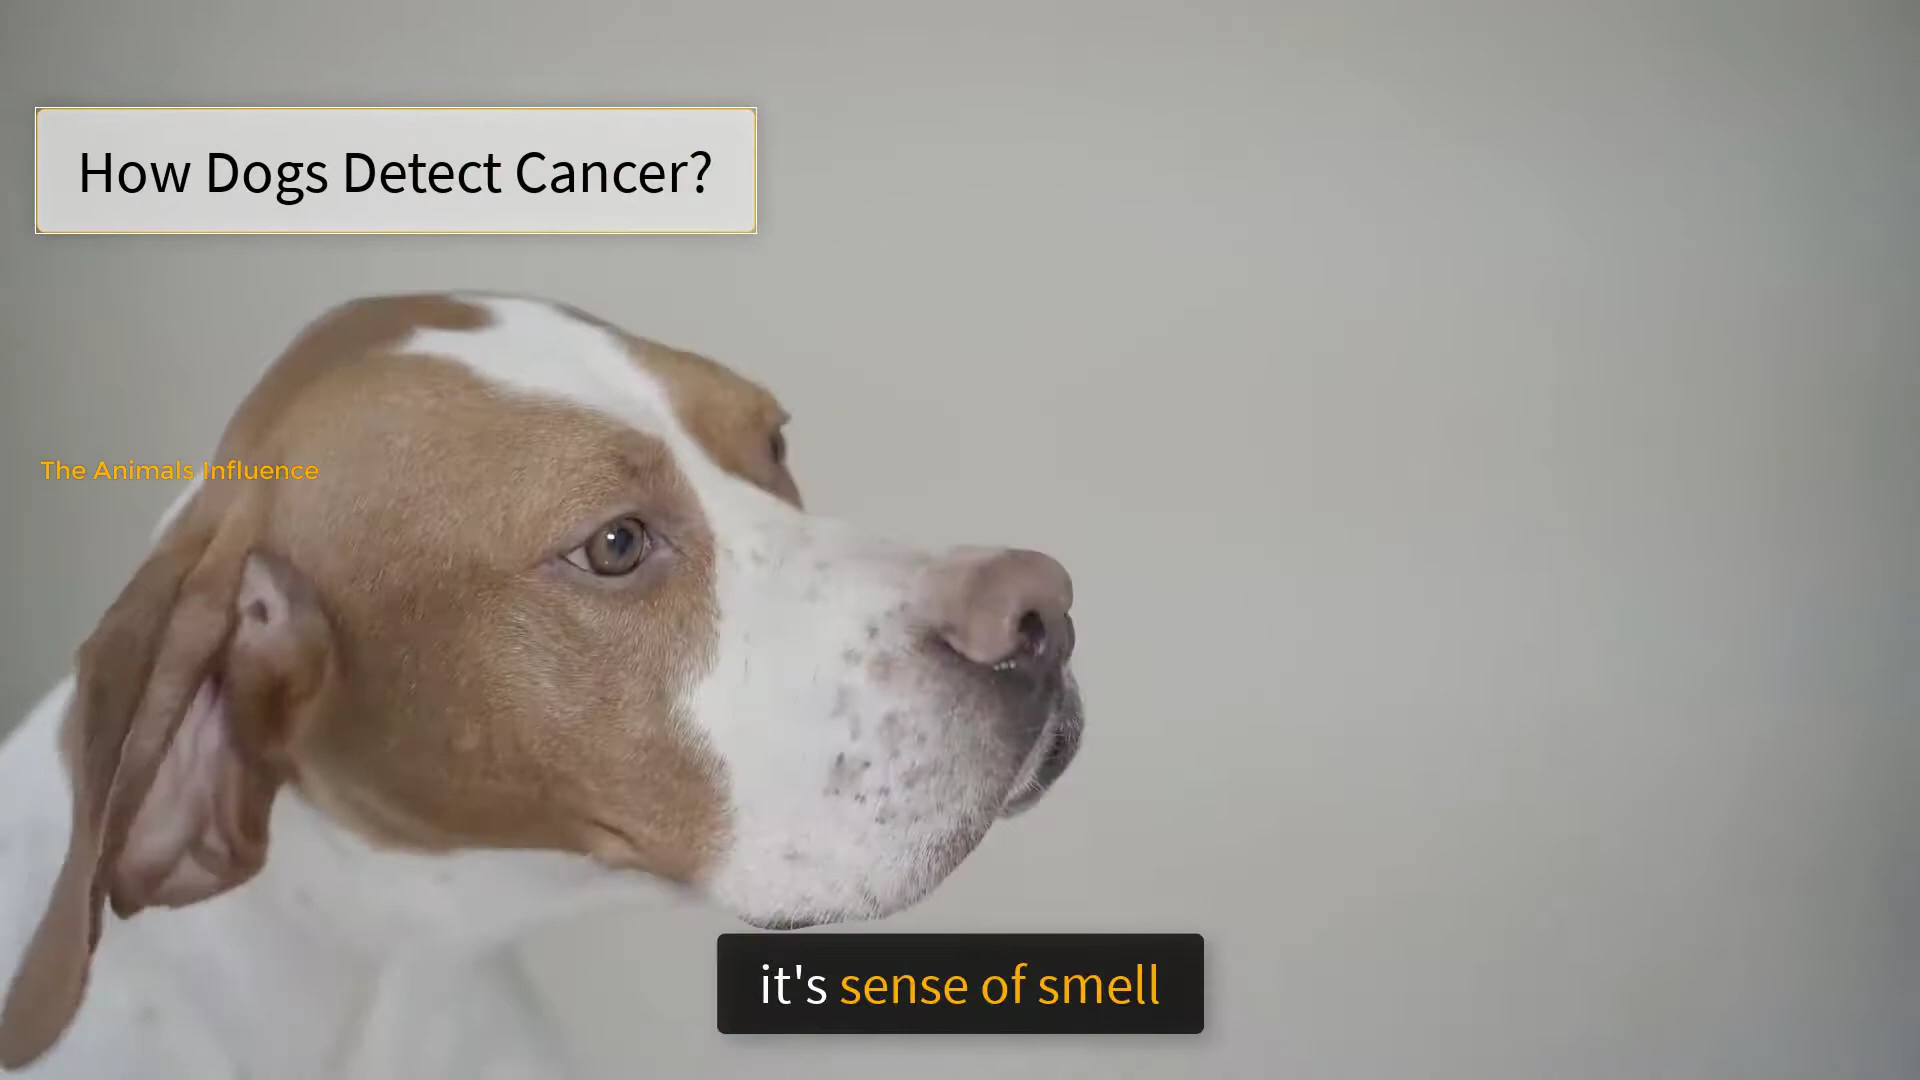 How Dogs Detect Cancer?
The Animals Influence
it's sense of smell